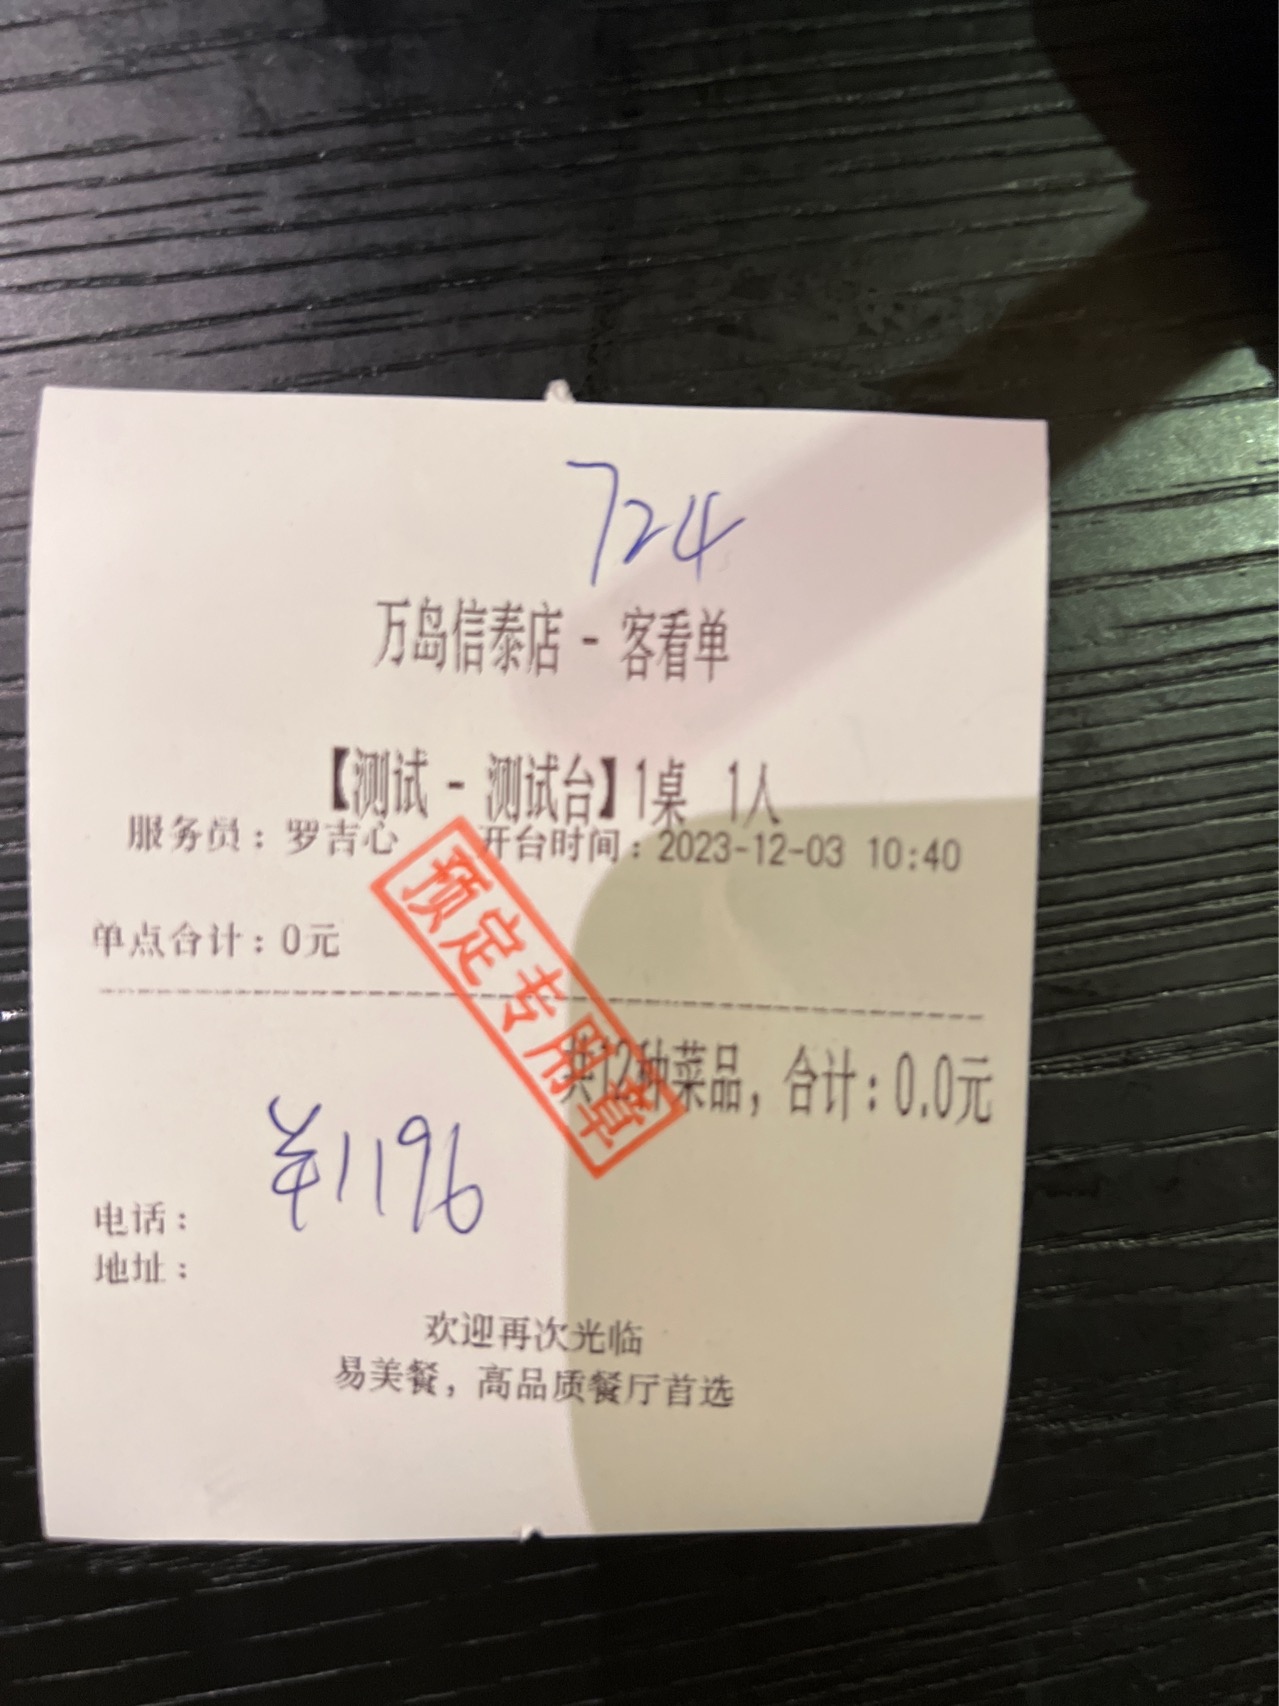 724
万岛信泰店 - 客看单
【测试 - 测试台】1桌 1人
服务员：罗吉心 开台时间：2023-12-03 10:40
预定专用章
单点合计：0元
共12种菜品，合计：0.0元
¥1196
电话：
地址：
欢迎再次光临
易美餐，高品质餐厅首选